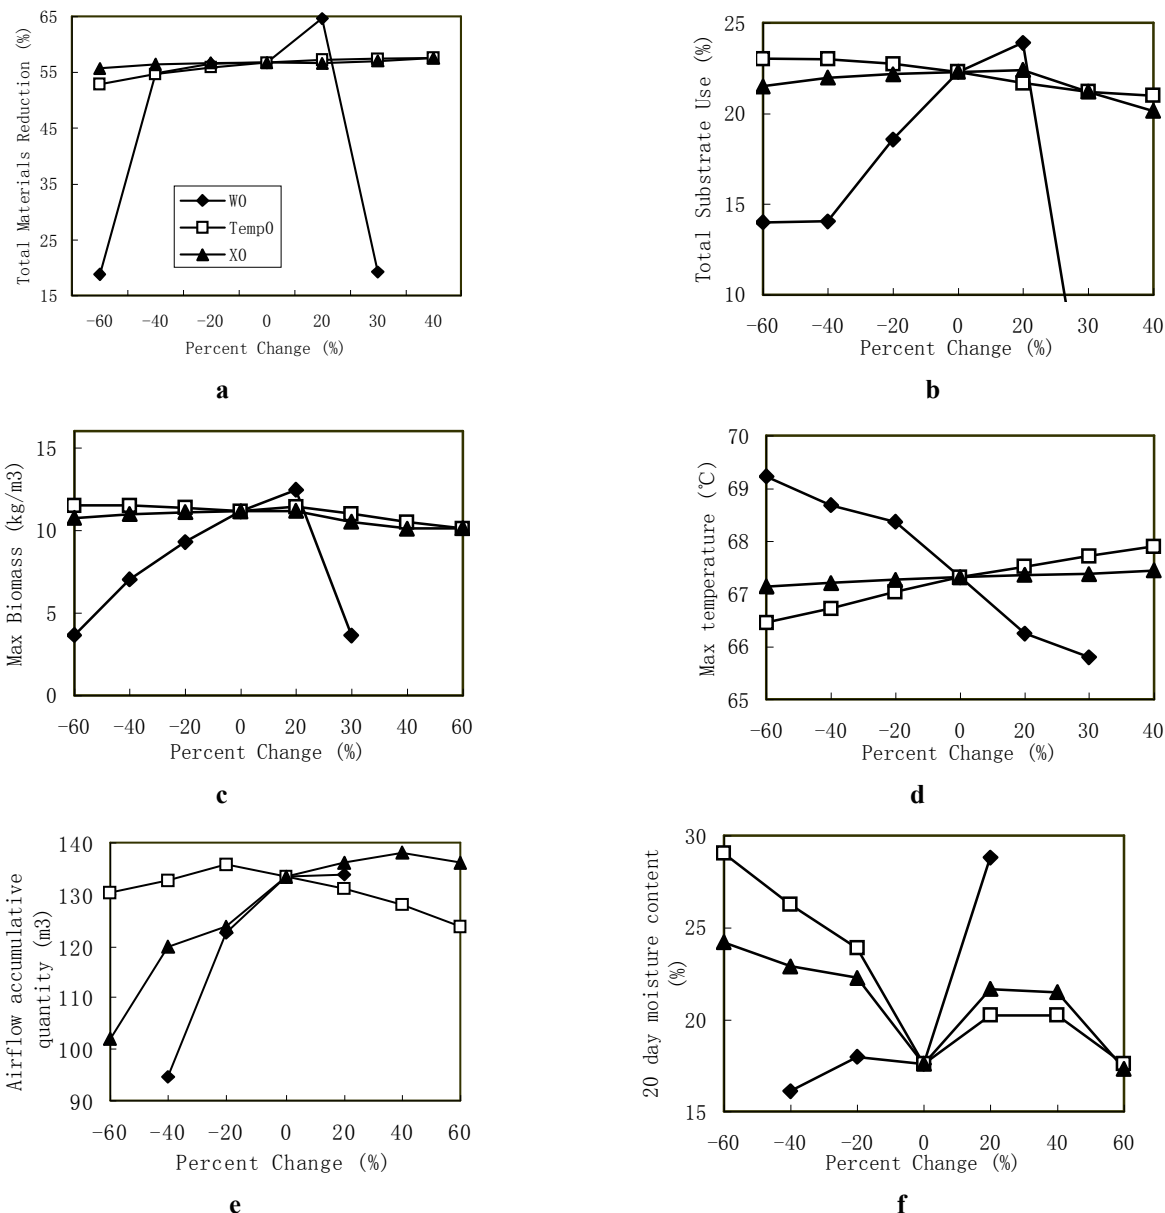 Total Materials Reduction (%)
65
55
45
35
25
15
W0
Temp0
X0
-60 -40 -20 0 20 30 40
Percent Change (%)
a
Total Substrate Use (%)
25
20
15
10
-60 -40 -20 0 20 30 40
Percent Change (%)
b
Max Biomass (kg/m3)
15
10
5
0
-60 -40 -20 0 20 30 40 60
Percent Change (%)
c
Max temperature (℃)
70
69
68
67
66
65
-60 -40 -20 0 20 30 40
Percent Change (%)
d
Airflow accumulative
quantity (m3)
140
130
120
110
100
90
-60 -40 -20 0 20 40 60
Percent Change (%)
e
20 day moisture content
(%)
30
25
20
15
-60 -40 -20 0 20 40 60
Percent Change (%)
f